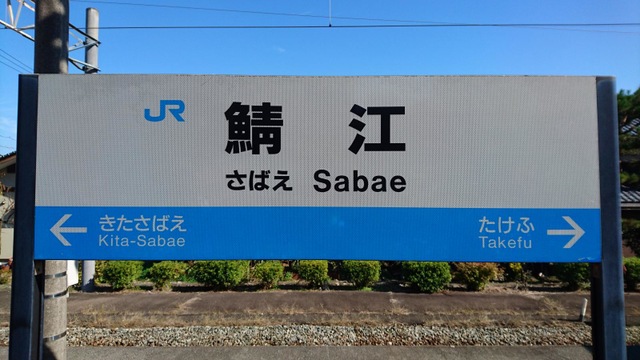 JR
鯖江
さばえ Sabae
← きたさばえ
Kita-Sabae
たけふ →
Takefu